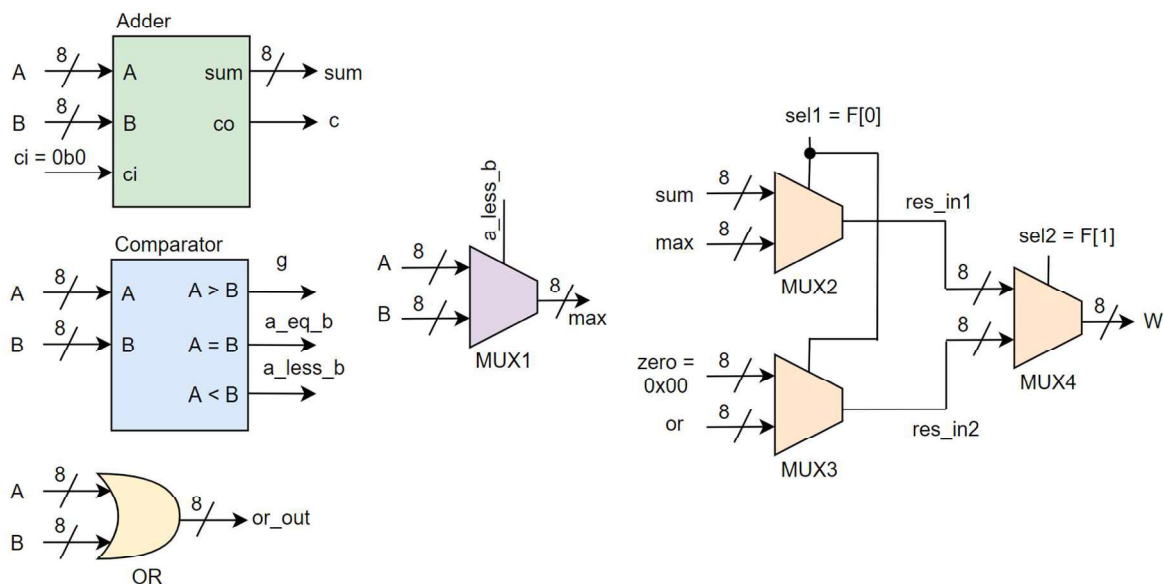 Adder
A
8
A
sum
8
sum
B
8
B
co
c
ci = 0b0
ci
Comparator
g
A
8
A
A > B
a_eq_b
B
8
B
A = B
a_less_b
A < B
A
8
B
8
or_out
8
OR
a_less_b
A
8
B
8
8
max
MUX1
sel1 = F[0]
sum
8
max
8
MUX2
res_in1
zero =
0x00
8
or
8
MUX3
res_in2
sel2 = F[1]
8
8
8
W
MUX4